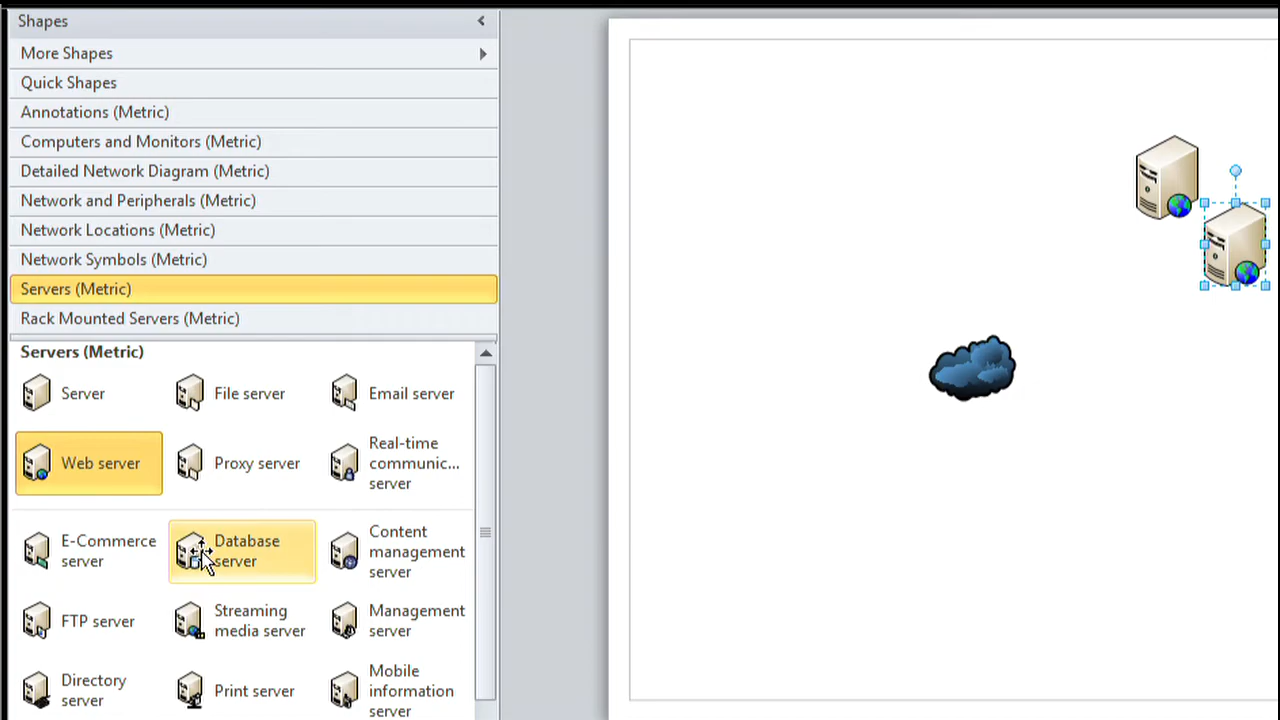 Shapes
More Shapes
Quick Shapes
Annotations (Metric)
Computers and Monitors (Metric)
Detailed Network Diagram (Metric)
Network and Peripherals (Metric)
Network Locations (Metric)
Network Symbols (Metric)
Servers (Metric)
Rack Mounted Servers (Metric)
Servers (Metric)
Server
File server
Email server
Web server
Proxy server
Real-time
communic...
server
E-Commerce
server
Database
server
Content
management
server
FTP server
Streaming
media server
Management
server
Directory
server
Print server
Mobile
information
server